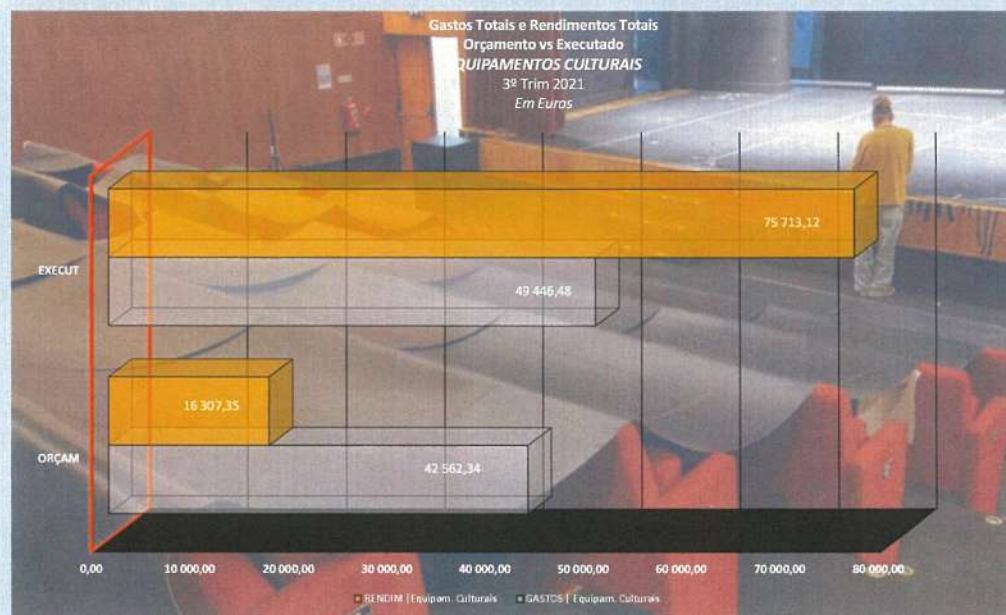 Gastos Totais e Rendimentos Totais
Orçamento vs Executado
EQUIPAMENTOS CULTURAIS
3º Trim 2021
Em Euros
75 713,12
EXECUT
49 446,48
16 307,35
ORÇAM
42 562,34
0,00 10 000,00 20 000,00 30 000,00 40 000,00 50 000,00 60 000,00 70 000,00 80 000,00
RENDIM | Equipam. Culturais GASTOS | Equipam. Culturais